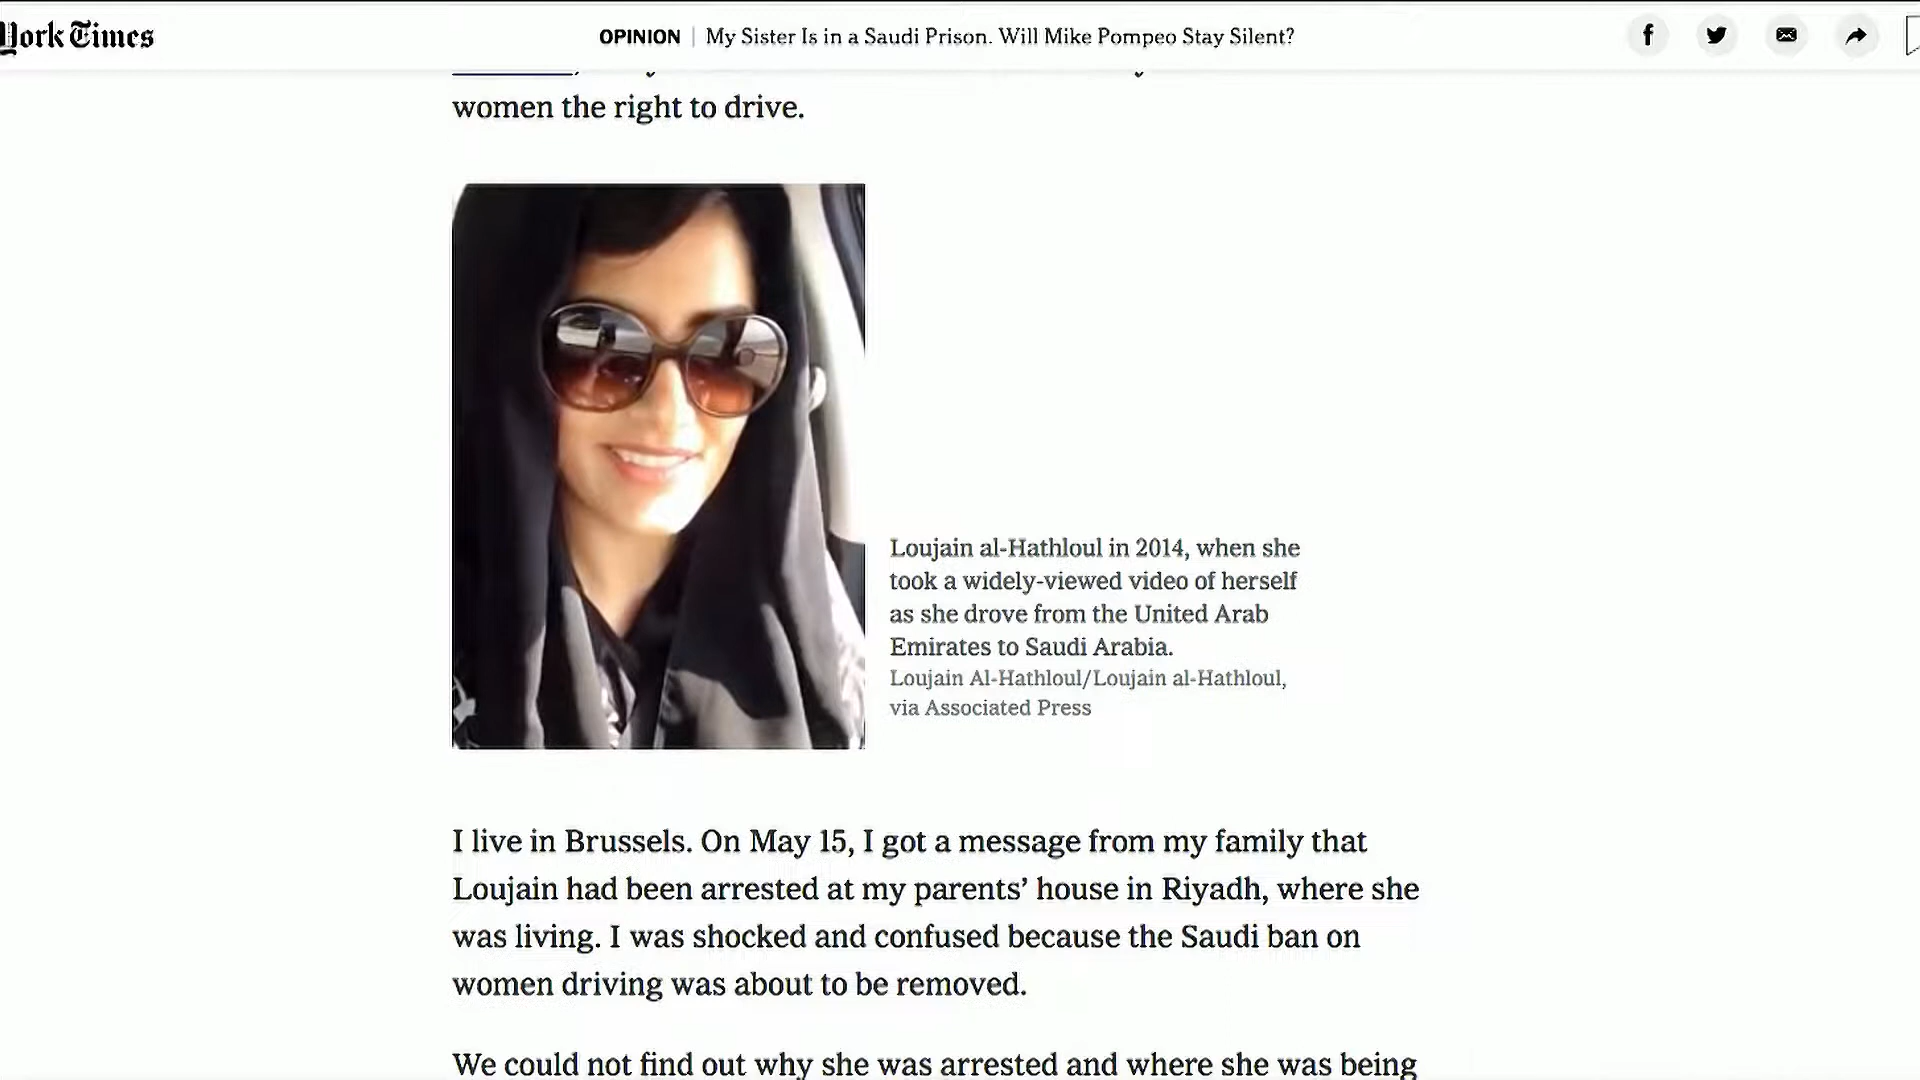 York Times
OPINION | My Sister Is in a Saudi Prison. Will Mike Pompeo Stay Silent?
women the right to drive.
Loujain al-Hathloul in 2014, when she
took a widely-viewed video of herself
as she drove from the United Arab
Emirates to Saudi Arabia.
Loujain Al-Hathloul/Loujain al-Hathloul,
via Associated Press
I live in Brussels. On May 15, I got a message from my family that
Loujain had been arrested at my parents’ house in Riyadh, where she
was living. I was shocked and confused because the Saudi ban on
women driving was about to be removed.
We could not find out why she was arrested and where she was being